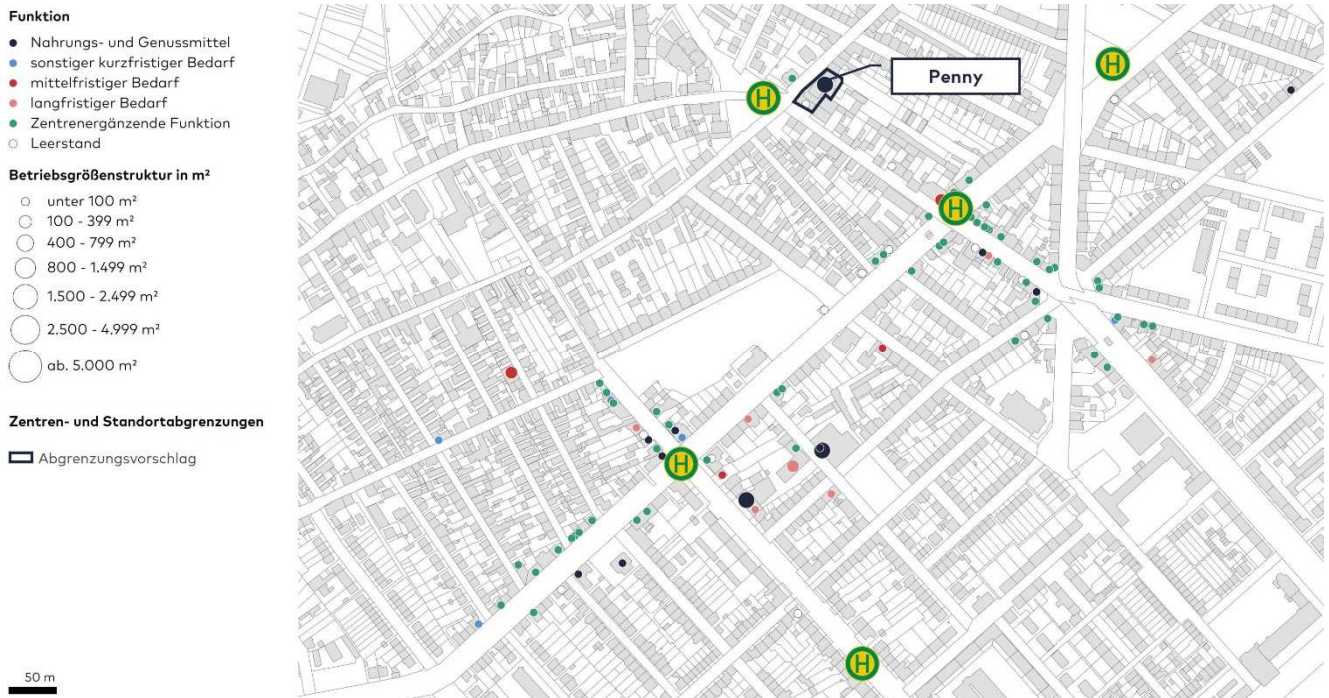 Funktion
Nahrungs- und Genussmittel
sonstiger kurzfristiger Bedarf
mittelfristiger Bedarf
langfristiger Bedarf
Zentrenergänzende Funktion
Leerstand
Betriebsgrößenstruktur in m²
unter 100 m²
100 - 399 m²
400 - 799 m²
800 - 1.499 m²
1.500 - 2.499 m²
2.500 - 4.999 m²
ab. 5.000 m²
Zentren- und Standortabgrenzungen
Abgrenzungsvorschlag
50 m
Penny
H
H
H
H
H